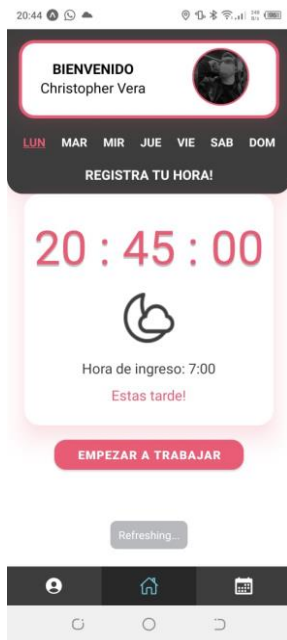 20:44
BIENVENIDO
Christopher Vera
LUN MAR MIR JUE VIE SAB DOM
REGISTRA TU HORA!
20 : 45 : 00
Hora de ingreso: 7:00
Estas tarde!
EMPEZAR A TRABAJAR
Refreshing...